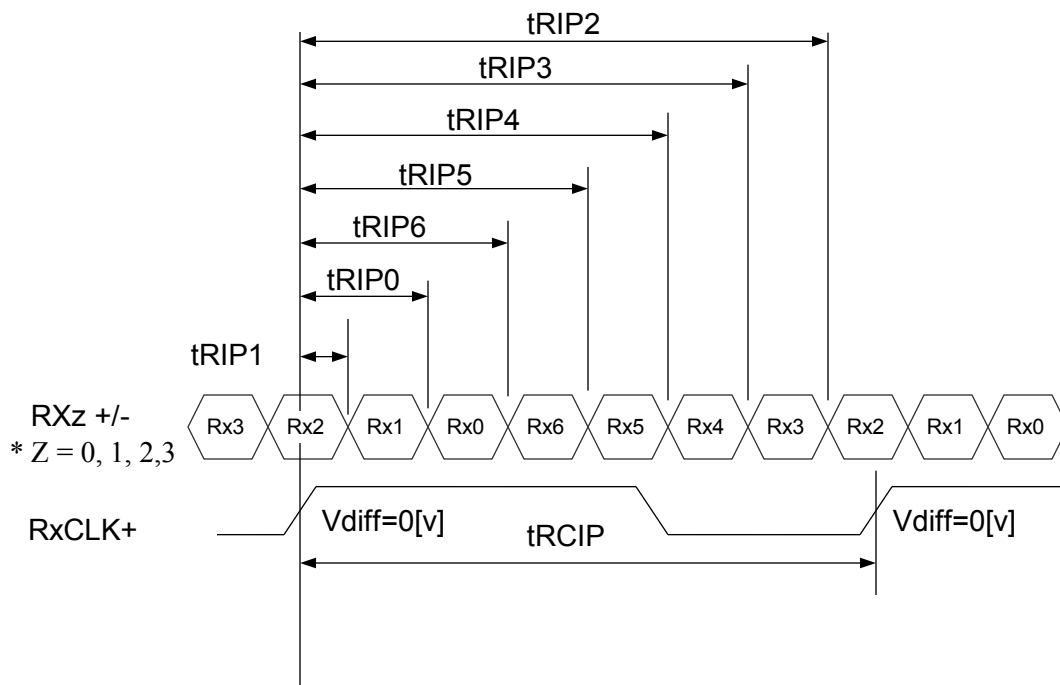 tRIP2
tRIP3
tRIP4
tRIP5
tRIP6
tRIP0
tRIP1
RXz +/-
* Z = 0, 1, 2,3
Rx3 Rx2 Rx1 Rx0 Rx6 Rx5 Rx4 Rx3 Rx2 Rx1 Rx0
RxCLK+
Vdiff=0[v]
Vdiff=0[v]
tRCIP